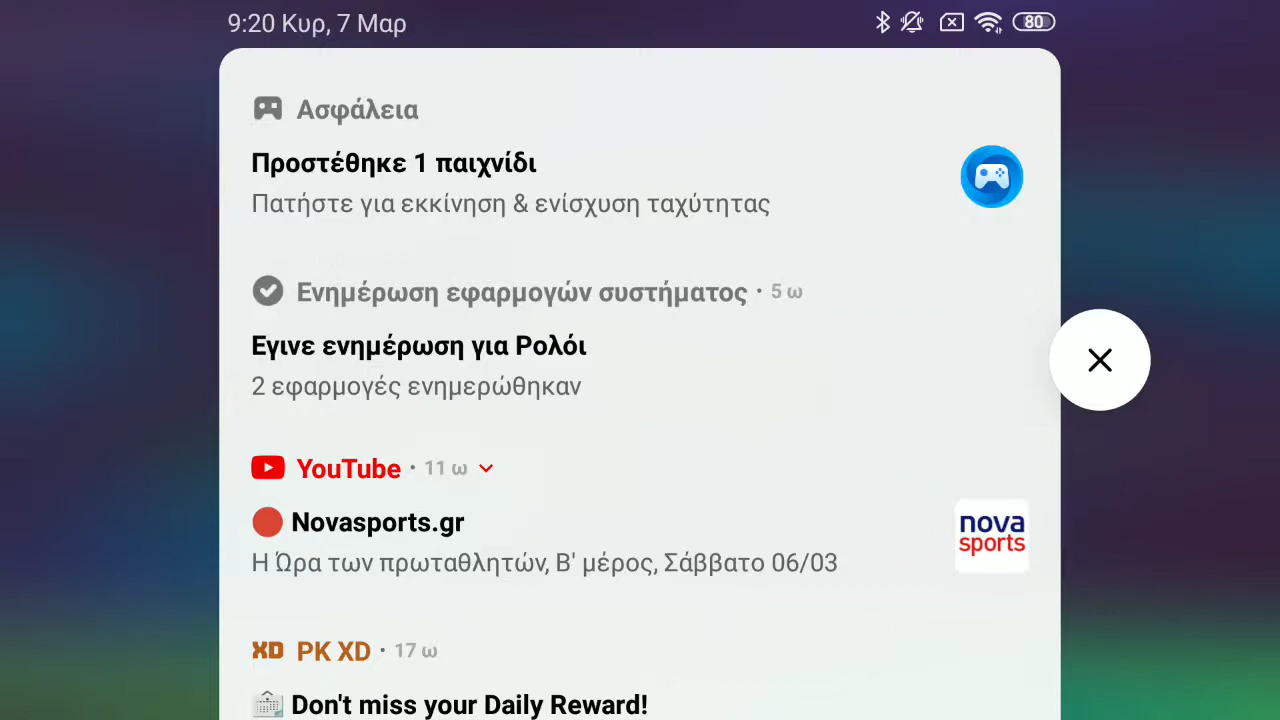 9:20 Κυρ, 7 Μαρ
80
Ασφάλεια
Προστέθηκε 1 παιχνίδι
Πατήστε για εκκίνηση & ενίσχυση ταχύτητας
Ενημέρωση εφαρμογών συστήματος · 5 ω
Εγινε ενημέρωση για Ρολόι
2 εφαρμογές ενημερώθηκαν
YouTube · 11 ω
Novasports.gr
Η Ώρα των πρωταθλητών, Β' μέρος, Σάββατο 06/03
nova
sports
XD PK XD · 17 ω
Don't miss your Daily Reward!